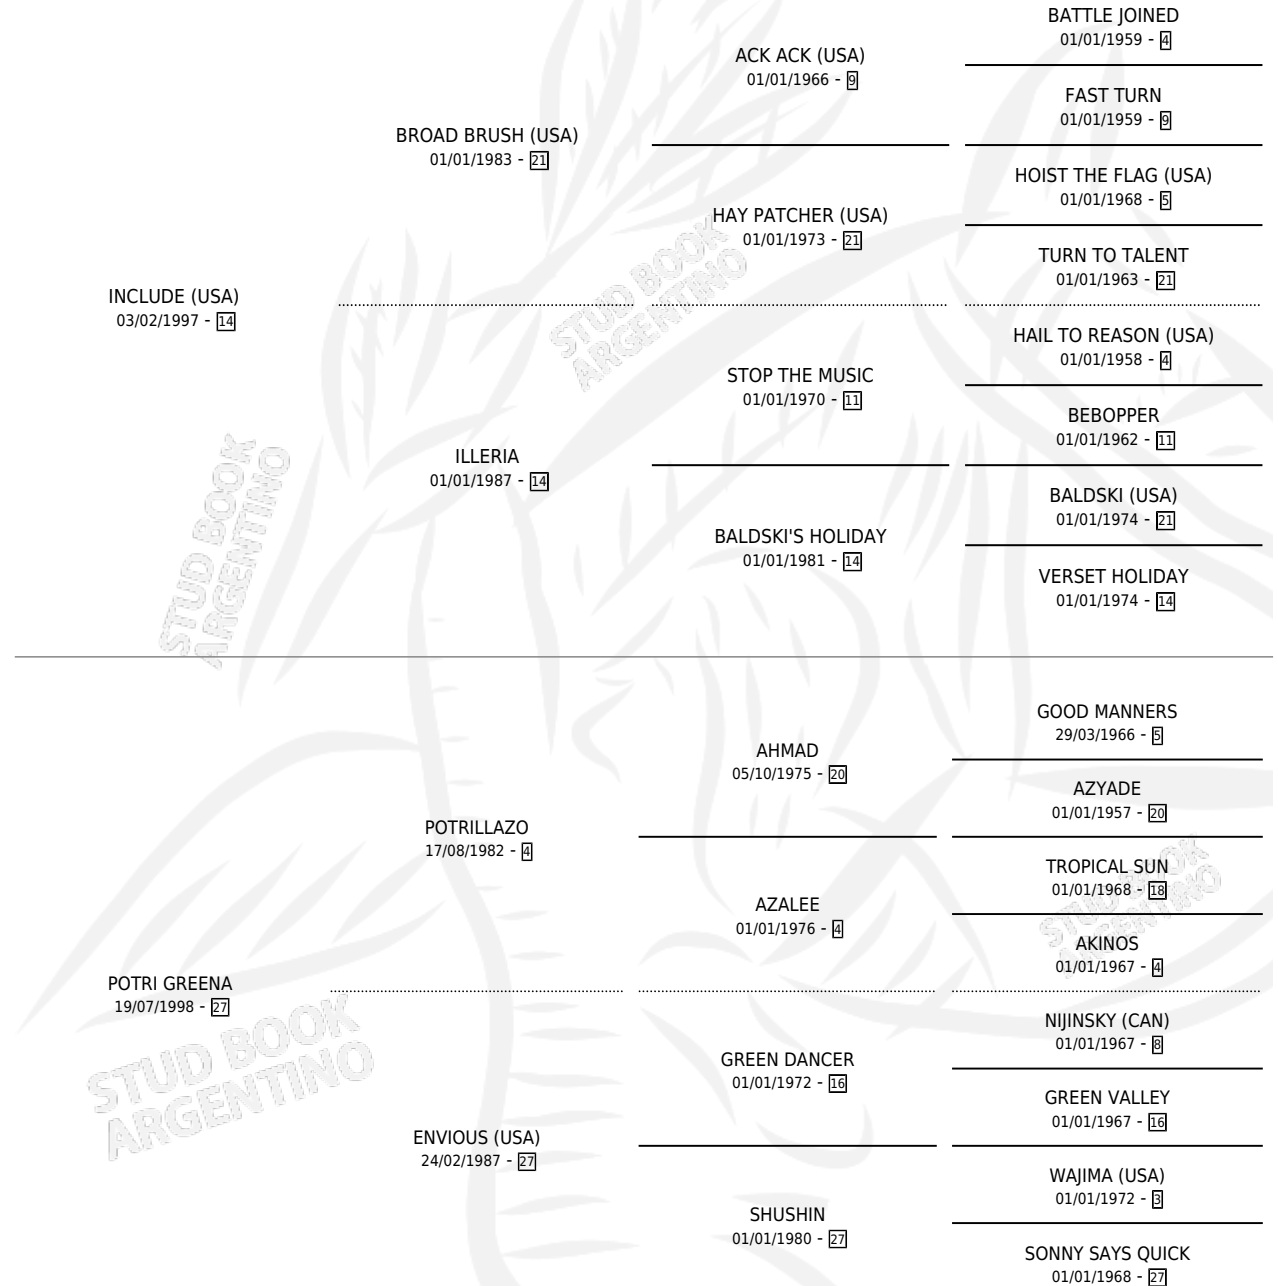 BATTLE JOINED
01/01/1959 - 4
ACK ACK (USA)
01/01/1966 - 9
FAST TURN
01/01/1959 - 9
BROAD BRUSH (USA)
01/01/1983 - 21
HOIST THE FLAG (USA)
01/01/1968 - 5
HAY PATCHER (USA)
01/01/1973 - 21
TURN TO TALENT
01/01/1963 - 21
INCLUDE (USA)
03/02/1997 - 14
HAIL TO REASON (USA)
01/01/1958 - 4
STOP THE MUSIC
01/01/1970 - 11
BEBOPPER
01/01/1962 - 11
ILLERIA
01/01/1987 - 14
BALDSKI (USA)
01/01/1974 - 21
BALDSKI'S HOLIDAY
01/01/1981 - 14
VERSET HOLIDAY
01/01/1974 - 14
GOOD MANNERS
29/03/1966 - 5
AHMAD
05/10/1975 - 20
AZYADE
01/01/1957 - 20
POTRILLAZO
17/08/1982 - 4
TROPICAL SUN
01/01/1968 - 18
AZALEE
01/01/1976 - 4
AKINOS
01/01/1967 - 4
POTRI GREENA
19/07/1998 - 27
NIJINSKY (CAN)
01/01/1967 - 8
GREEN DANCER
01/01/1972 - 16
GREEN VALLEY
01/01/1967 - 16
ENVIOUS (USA)
24/02/1987 - 27
WAJIMA (USA)
01/01/1972 - 3
SHUSHIN
01/01/1980 - 27
SONNY SAYS QUICK
01/01/1968 - 27
STUD BOOK
ARGENTINO
STUD BOOK
ARGENTINO
STUD BOOK
ARGENTINO
STUD BOOK
ARGENTINO